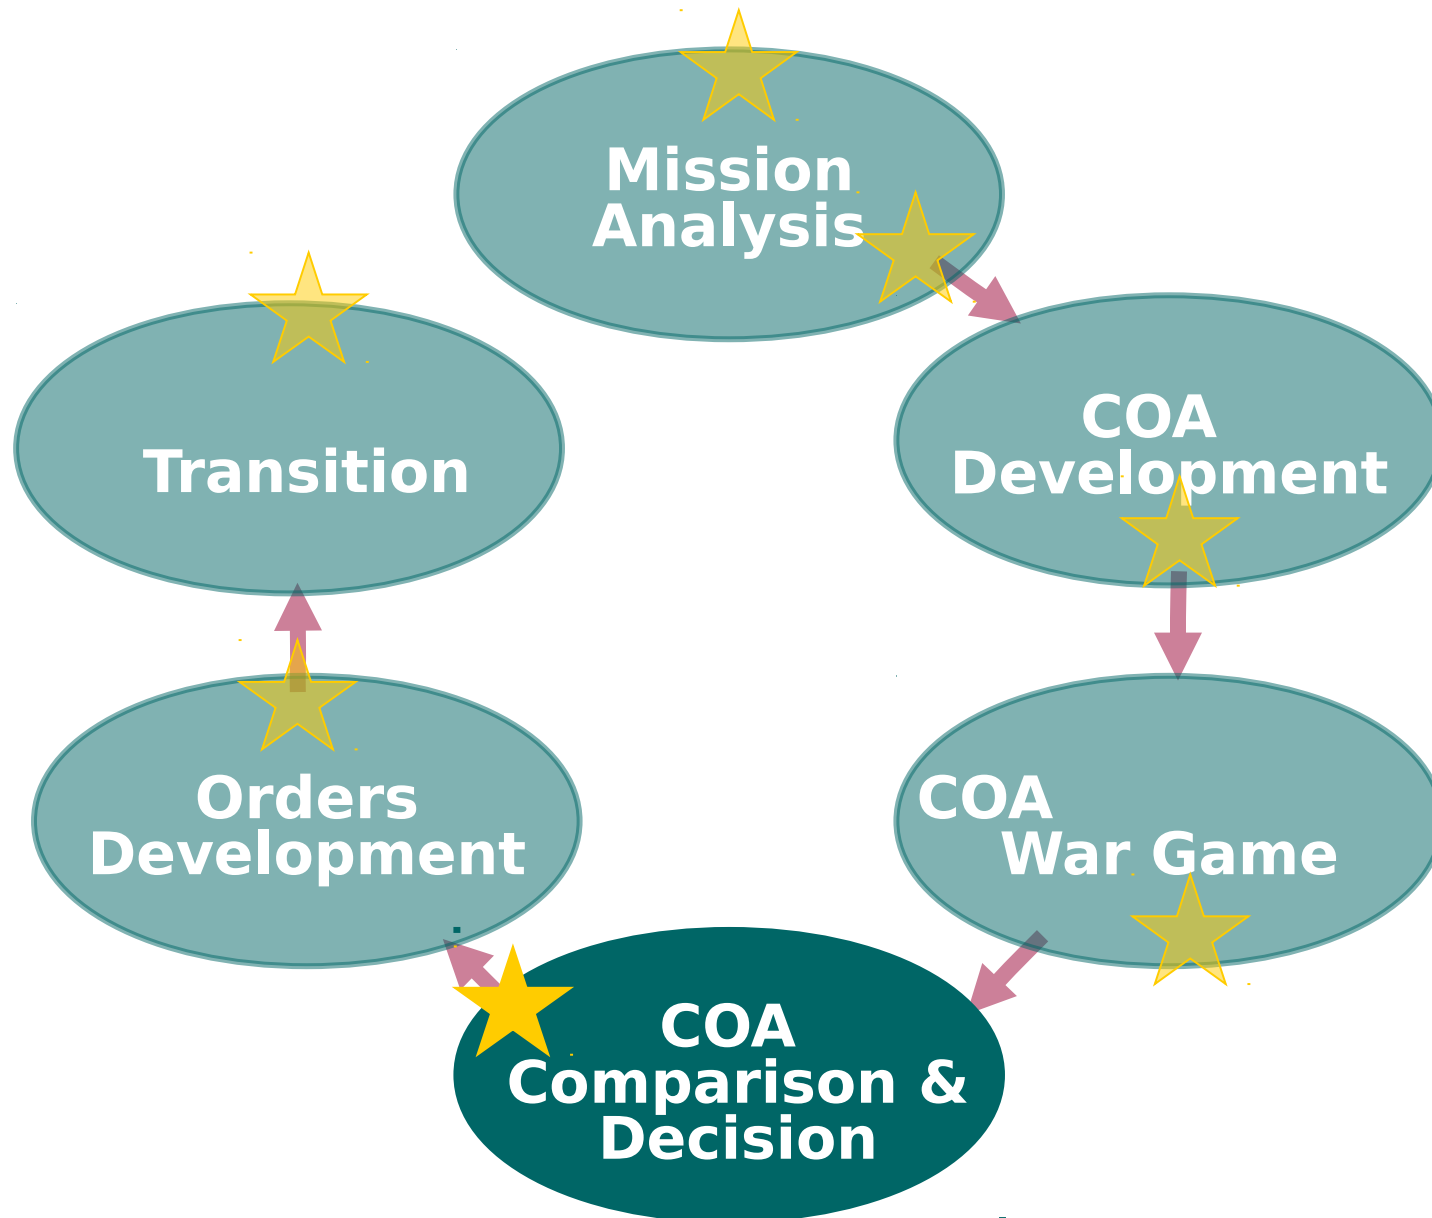 Mission
Analysis
COA
Development
COA
War Game
COA
Comparison &
Decision
Orders
Development
Transition